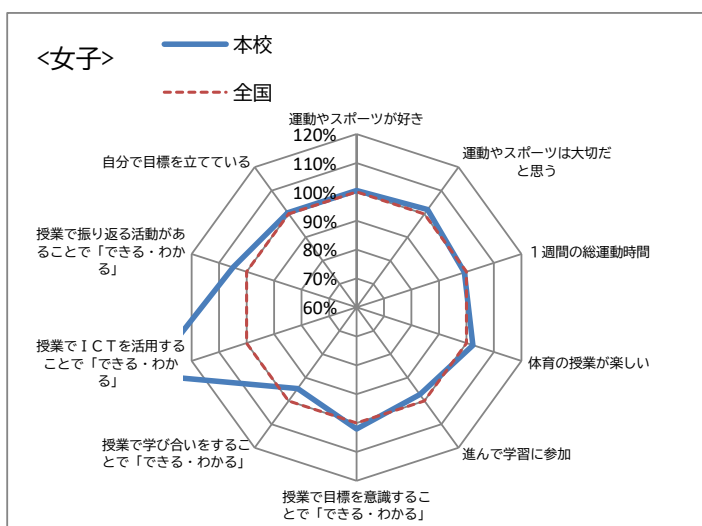 <女子>
本校
全国
運動やスポーツが好き
運動やスポーツは大切だ
と思う
１週間の総運動時間
体育の授業が楽しい
進んで学習に参加
授業で目標を意識するこ
とで「できる・わかる」
授業で学び合いをするこ
とで「できる・わかる」
授業でＩＣＴを活用する
ことで「できる・わか
る」
授業で振り返る活動があ
ることで「できる・わか
る」
自分で目標を立てている
120%
110%
100%
90%
80%
70%
60%